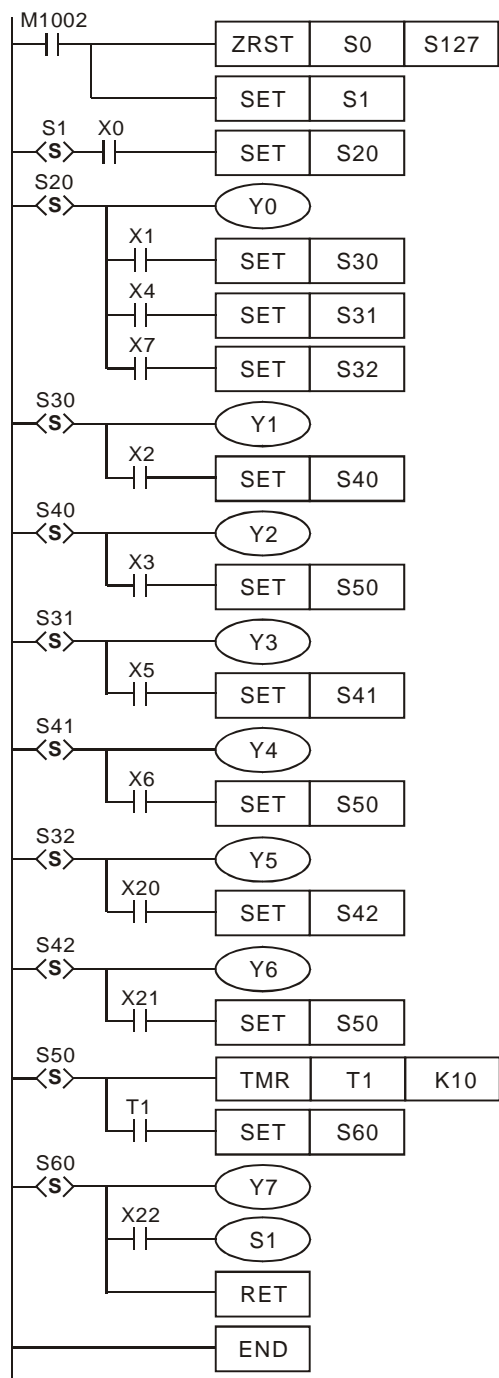 M1002
ZRST S0 S127
SET S1
S1 X0
S SET S20
S20
S Y0
X1
SET S30
X4
SET S31
X7
SET S32
S30
S Y1
X2
SET S40
S40
S Y2
X3
SET S50
S31
S Y3
X5
SET S41
S41
S Y4
X6
SET S50
S32
S Y5
X20
SET S42
S42
S Y6
X21
SET S50
S50
S TMR T1 K10
T1
SET S60
S60
S Y7
X22
S1
RET
END